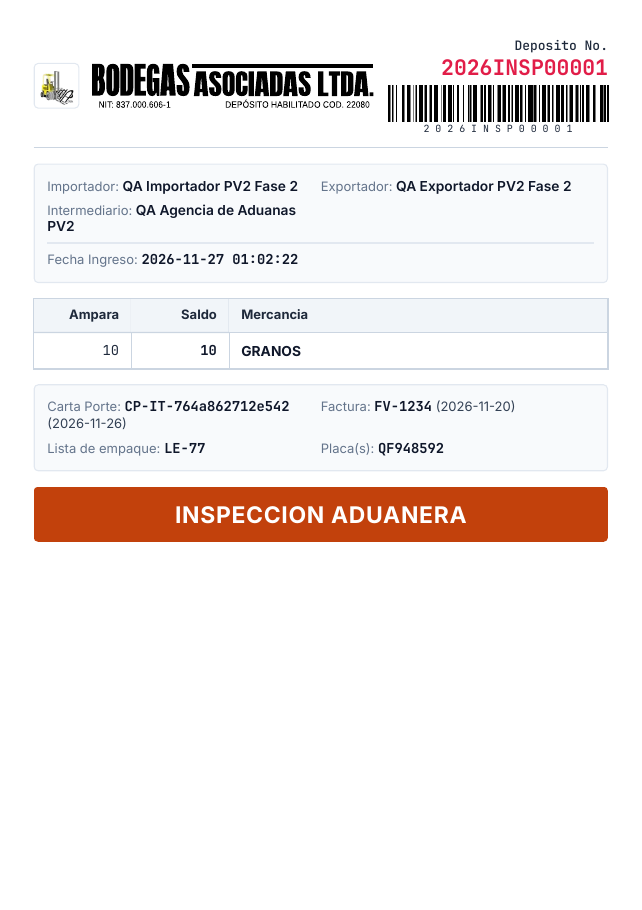 Deposito No.
2026INSP00001
BODEGAS ASOCIADAS LTDA.
NIT: 837.000.606-1 DEPÓSITO HABILITADO COD. 22080
2026INSP00001
Importador: QA Importador PV2 Fase 2 Exportador: QA Exportador PV2 Fase 2
Intermediario: QA Agencia de Aduanas
PV2
Fecha Ingreso: 2026-11-27 01:02:22
Ampara Saldo Mercancia
10 10 GRANOS
Carta Porte: CP-IT-764a862712e542 Factura: FV-1234 (2026-11-20)
(2026-11-26)
Lista de empaque: LE-77 Placa(s): QF948592
INSPECCION ADUANERA